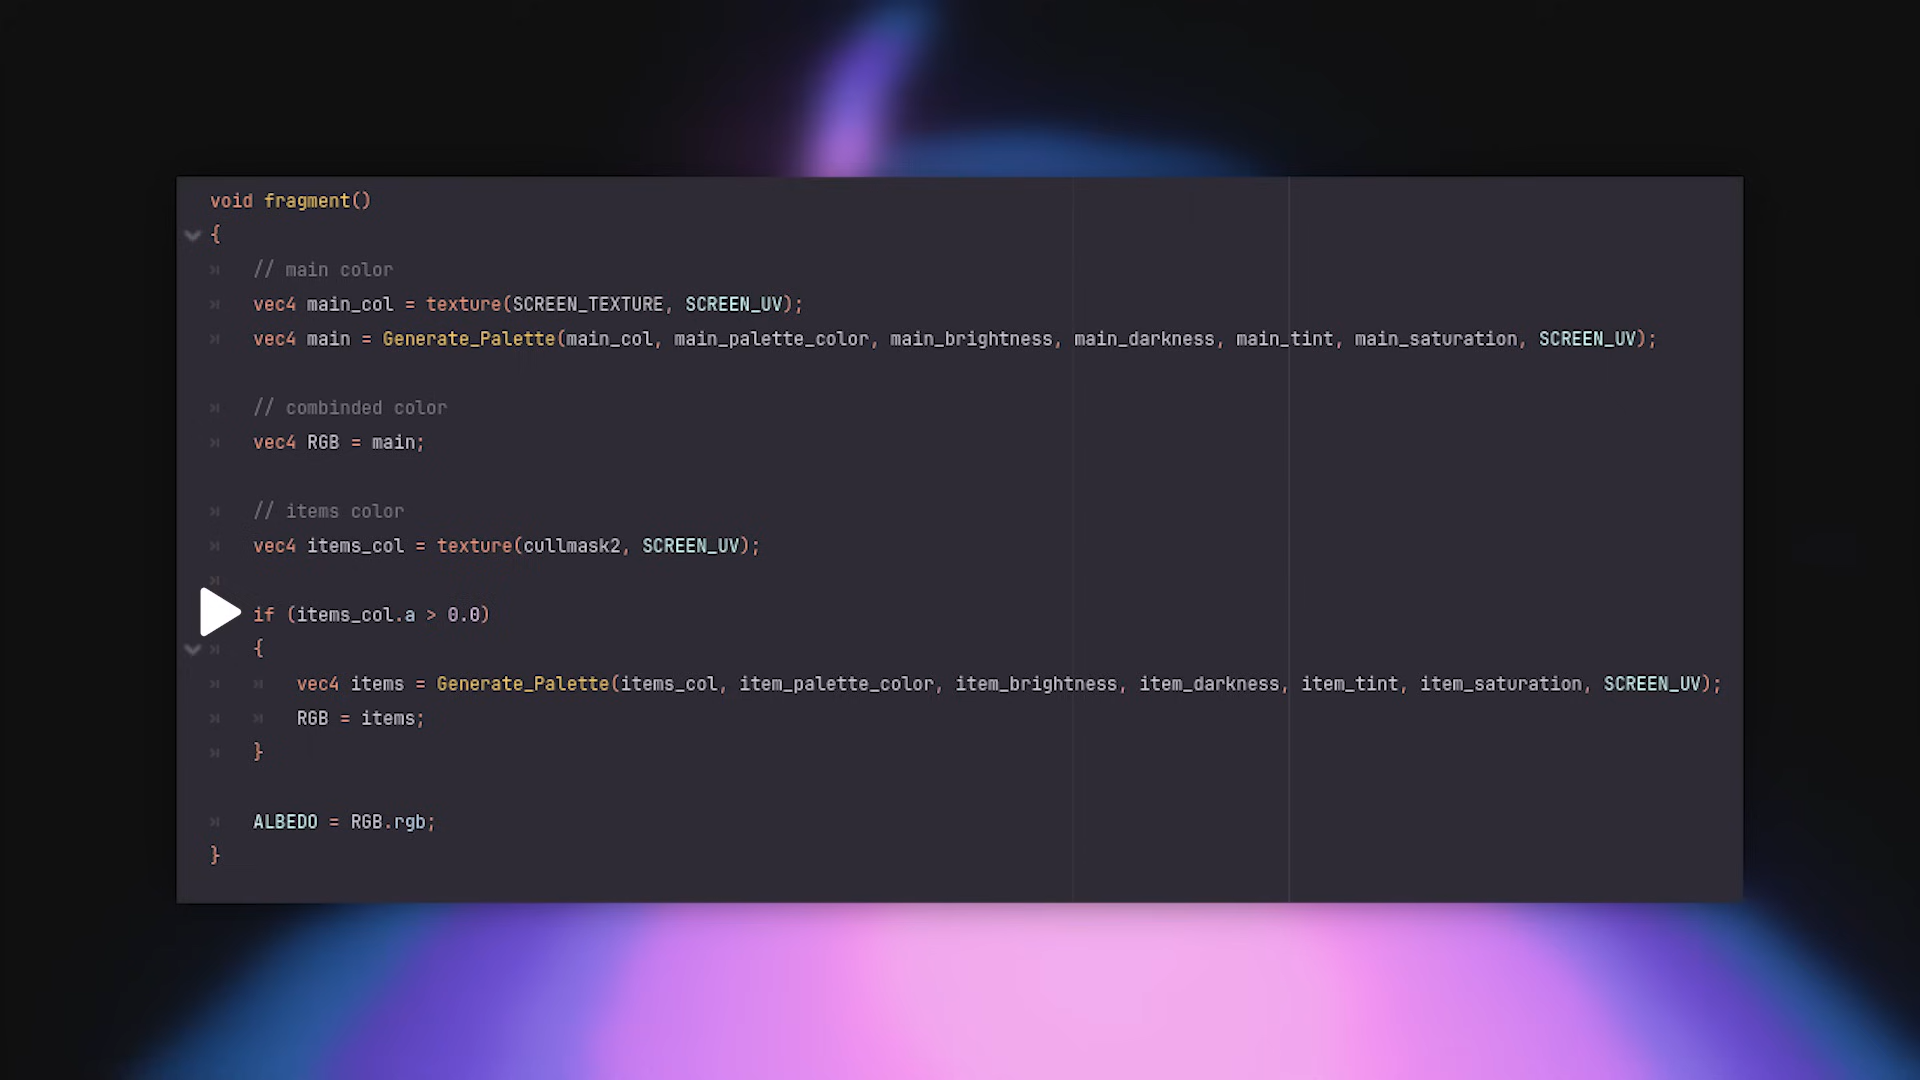 void fragment()
{
// main color
vec4 main_col = texture(SCREEN_TEXTURE, SCREEN_UV);
vec4 main = Generate_Palette(main_col, main_palette_color, main_brightness, main_darkness, main_tint, main_saturation, SCREEN_UV);
// combinded color
vec4 RGB = main;
// items color
vec4 items_col = texture(cullmask2, SCREEN_UV);
if (items_col.a > 0.0)
{
vec4 items = Generate_Palette(items_col, item_palette_color, item_brightness, item_darkness, item_tint, item_saturation, SCREEN_UV);
RGB = items;
}
ALBEDO = RGB.rgb;
}